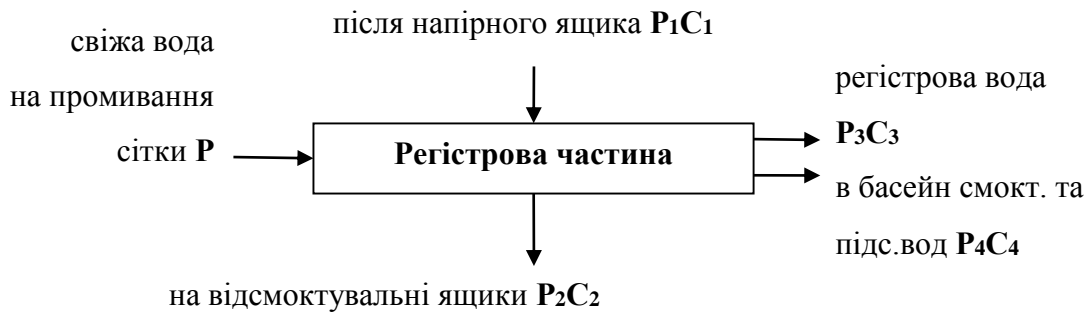 після напірного ящика P₁C₁
свіжа вода
на промивання
сітки P
Регістрова частина
регістрова вода
P₃C₃
в басейн смокт. та
підс.вод P₄C₄
на відсмоктувальні ящики P₂C₂